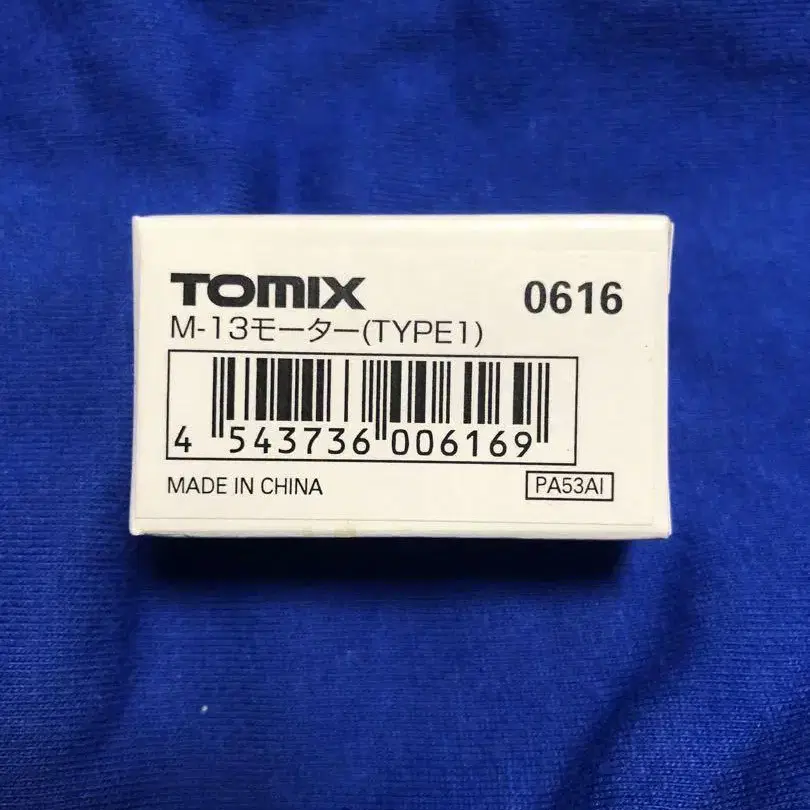 TOMIX 0616
M-13モーター(TYPE1)
4 543736 006169
MADE IN CHINA PA53AI